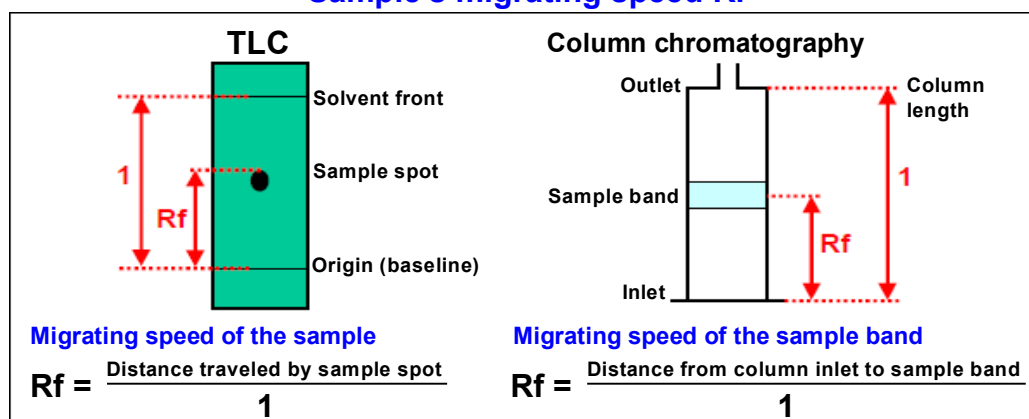 TLC
Solvent front
1
Sample spot
Rf
Origin (baseline)
Migrating speed of the sample
Rf = Distance traveled by sample spot
1
Column chromatography
Outlet
Column
length
1
Sample band
Rf
Inlet
Migrating speed of the sample band
Rf = Distance from column inlet to sample band
1